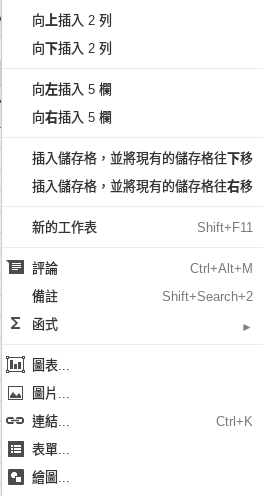 向上插入 2 列
向下插入 2 列
向左插入 5 欄
向右插入 5 欄
插入儲存格，並將現有的儲存格往下移
插入儲存格，並將現有的儲存格往右移
新的工作表 Shift+F11
評論 Ctrl+Alt+M
備註 Shift+Search+2
Σ 函式 ►
圖表...
圖片...
連結... Ctrl+K
表單...
繪圖...